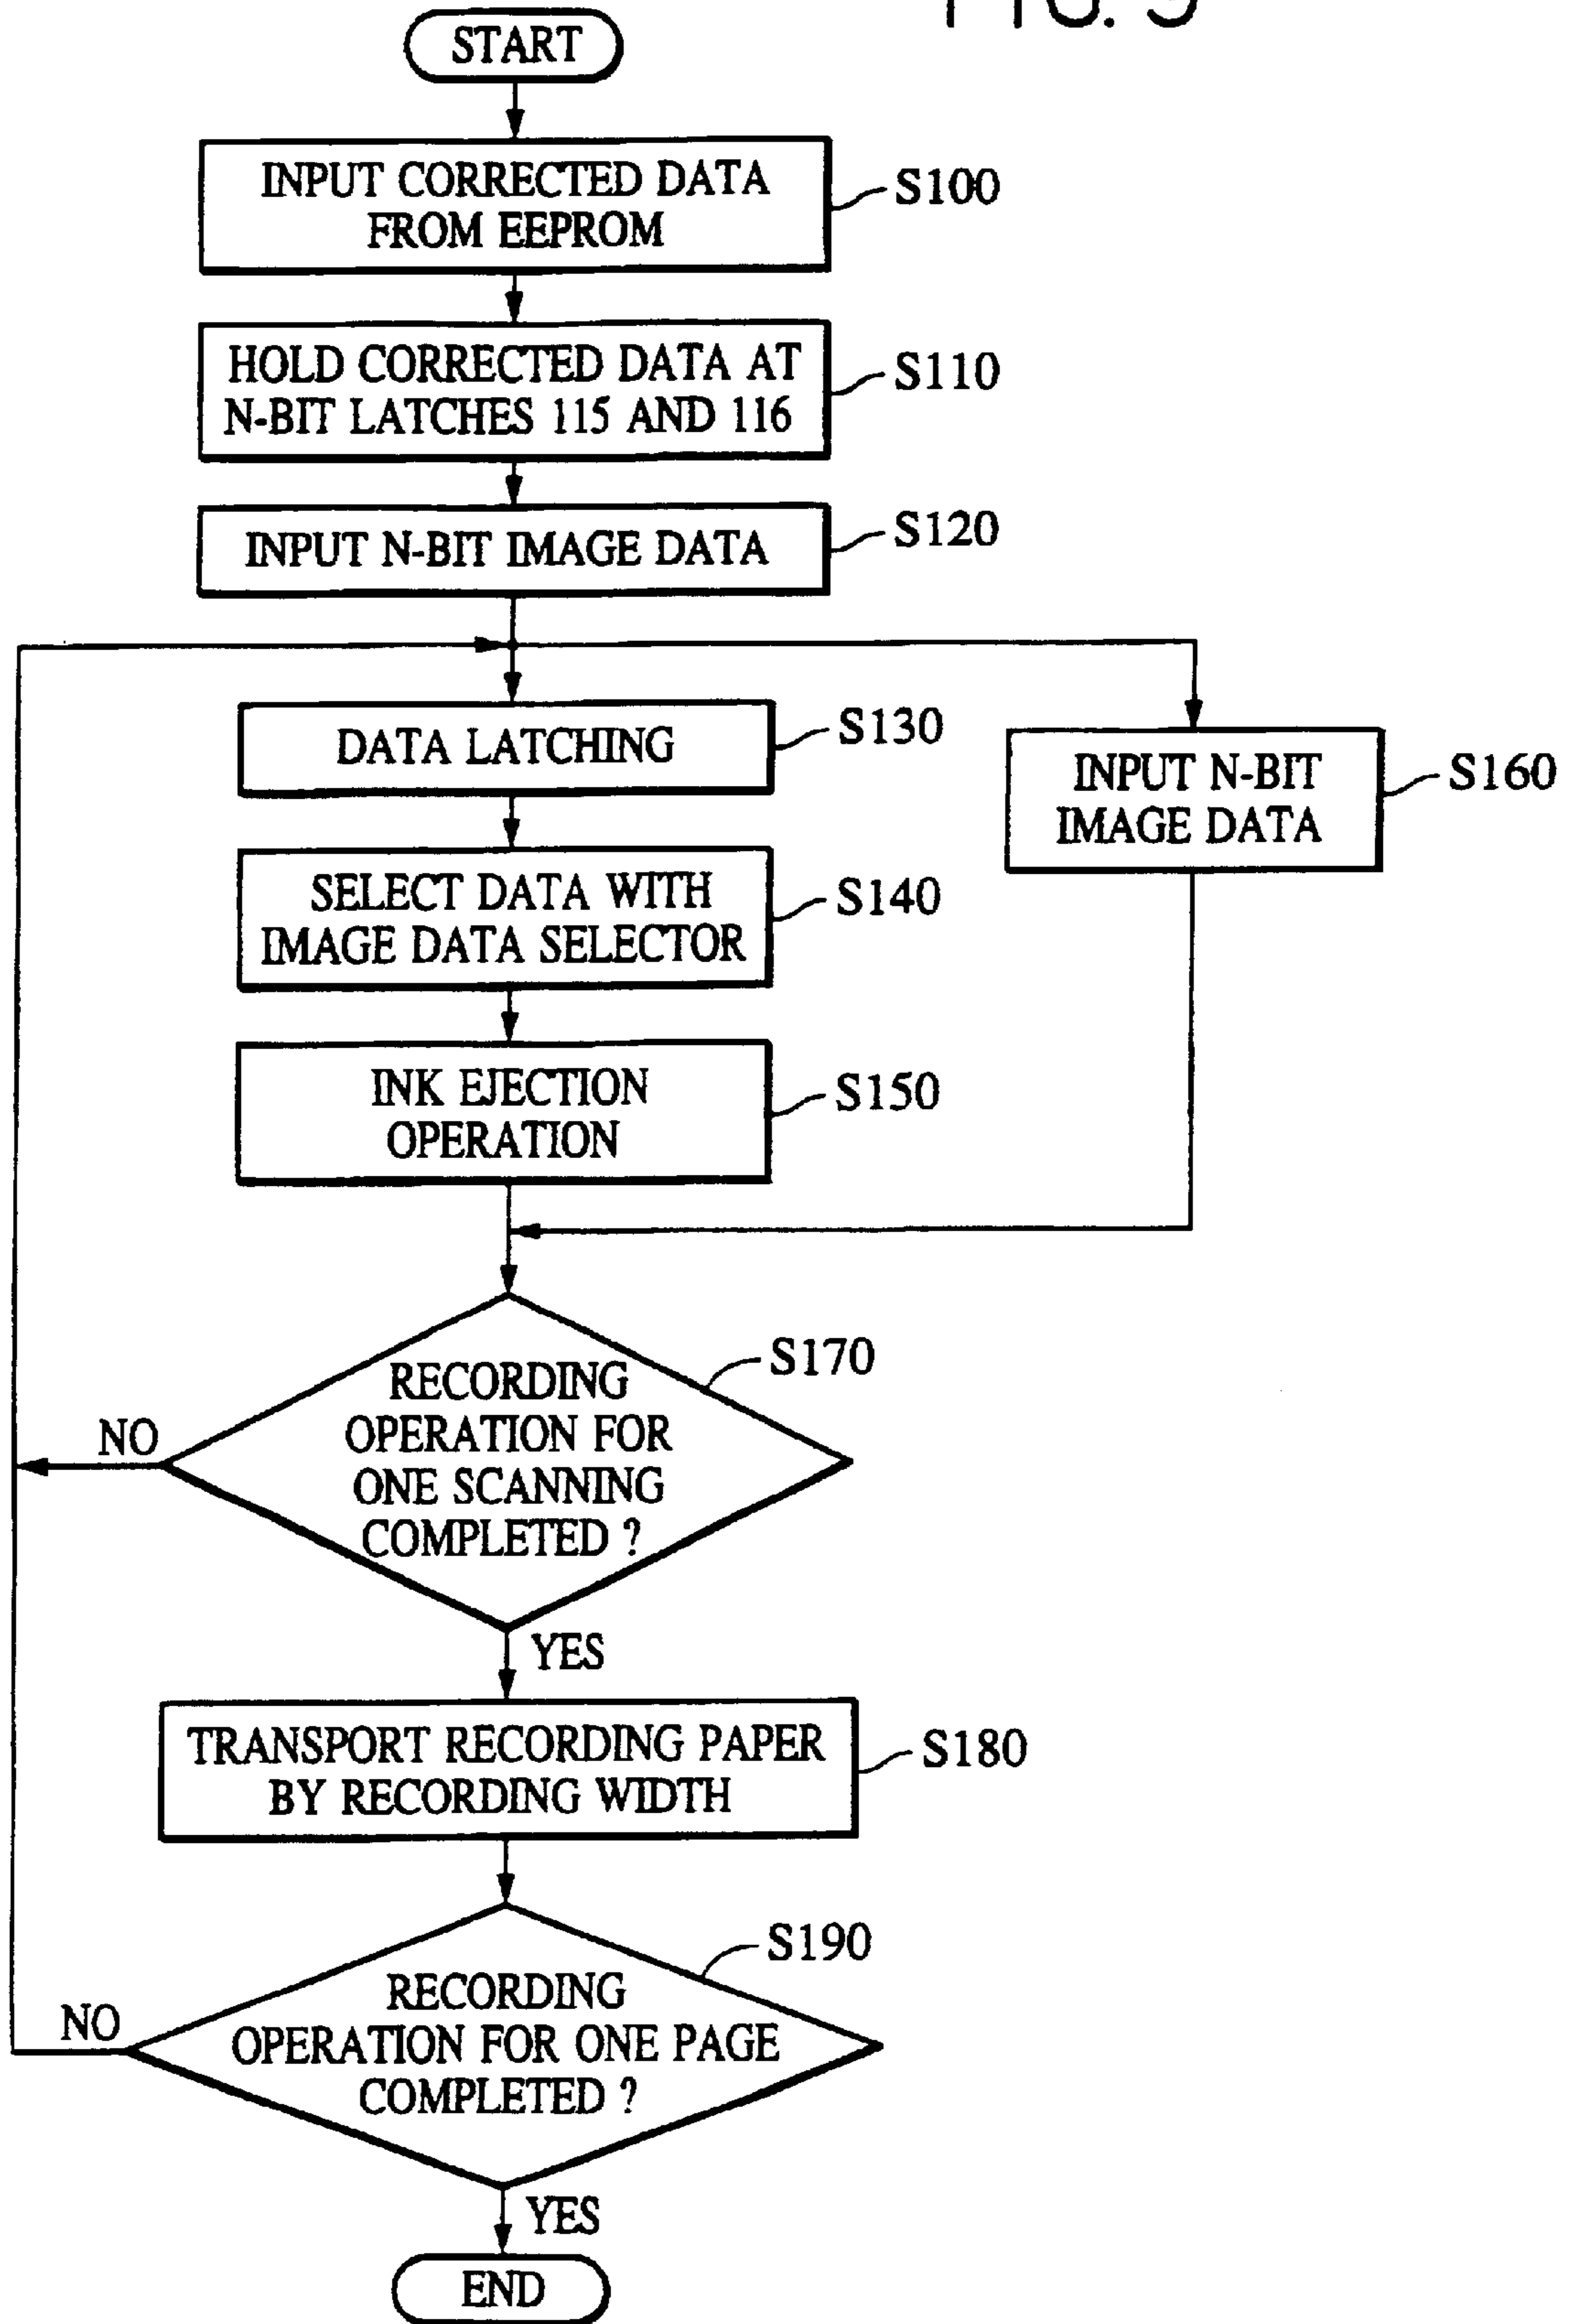 START
INPUT CORRECTED DATA
FROM EEPROM
S100
HOLD CORRECTED DATA AT
N-BIT LATCHES 115 AND 116
S110
INPUT N-BIT IMAGE DATA
S120
DATA LATCHING
S130
INPUT N-BIT
IMAGE DATA
S160
SELECT DATA WITH
IMAGE DATA SELECTOR
S140
INK EJECTION
OPERATION
S150
RECORDING
OPERATION FOR
ONE SCANNING
COMPLETED ?
S170
NO
YES
TRANSPORT RECORDING PAPER
BY RECORDING WIDTH
S180
RECORDING
OPERATION FOR ONE PAGE
COMPLETED ?
S190
NO
YES
END